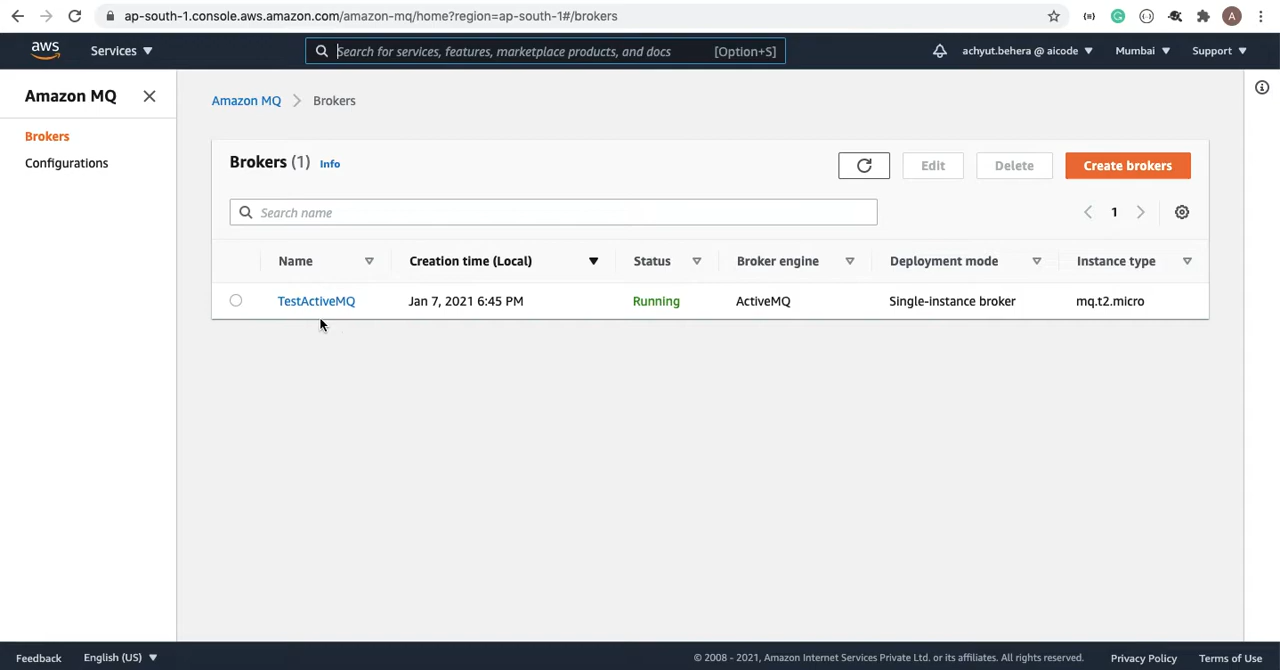 ap-south-1.console.aws.amazon.com/amazon-mq/home?region=ap-south-1#/brokers
A
aws
Services
Search for services, features, marketplace products, and docs
[Option+S]
achyut.behera @ aicode
Mumbai
Support
Amazon MQ
Brokers
Configurations
Amazon MQ
Brokers
Brokers (1)
Info
Edit
Delete
Create brokers
Search name
1
Name
Creation time (Local)
Status
Broker engine
Deployment mode
Instance type
TestActiveMQ
Jan 7, 2021 6:45 PM
Running
ActiveMQ
Single-instance broker
mq.t2.micro
Feedback
English (US)
© 2008 - 2021, Amazon Internet Services Private Ltd. or its affiliates. All rights reserved.
Privacy Policy
Terms of Use